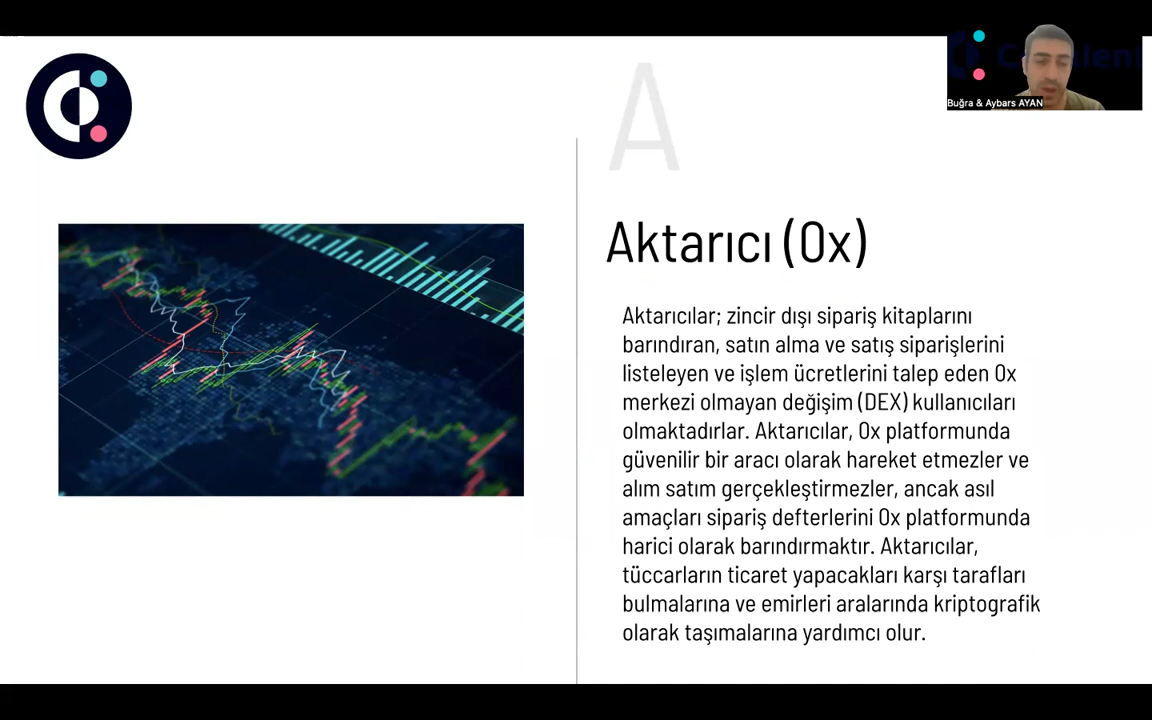 A
Buğra & Aybars AYAN
Aktarıcı (0x)
Aktarıcılar; zincir dışı sipariş kitaplarını
barındıran, satın alma ve satış siparişlerini
listeleyen ve işlem ücretlerini talep eden 0x
merkezi olmayan değişim (DEX) kullanıcıları
olmaktadırlar. Aktarıcılar, 0x platformunda
güvenilir bir aracı olarak hareket etmezler ve
alım satım gerçekleştirmezler, ancak asıl
amaçları sipariş defterlerini 0x platformunda
harici olarak barındırmaktır. Aktarıcılar,
tüccarların ticaret yapacakları karşı tarafları
bulmalarına ve emirleri aralarında kriptografik
olarak taşımalarına yardımcı olur.